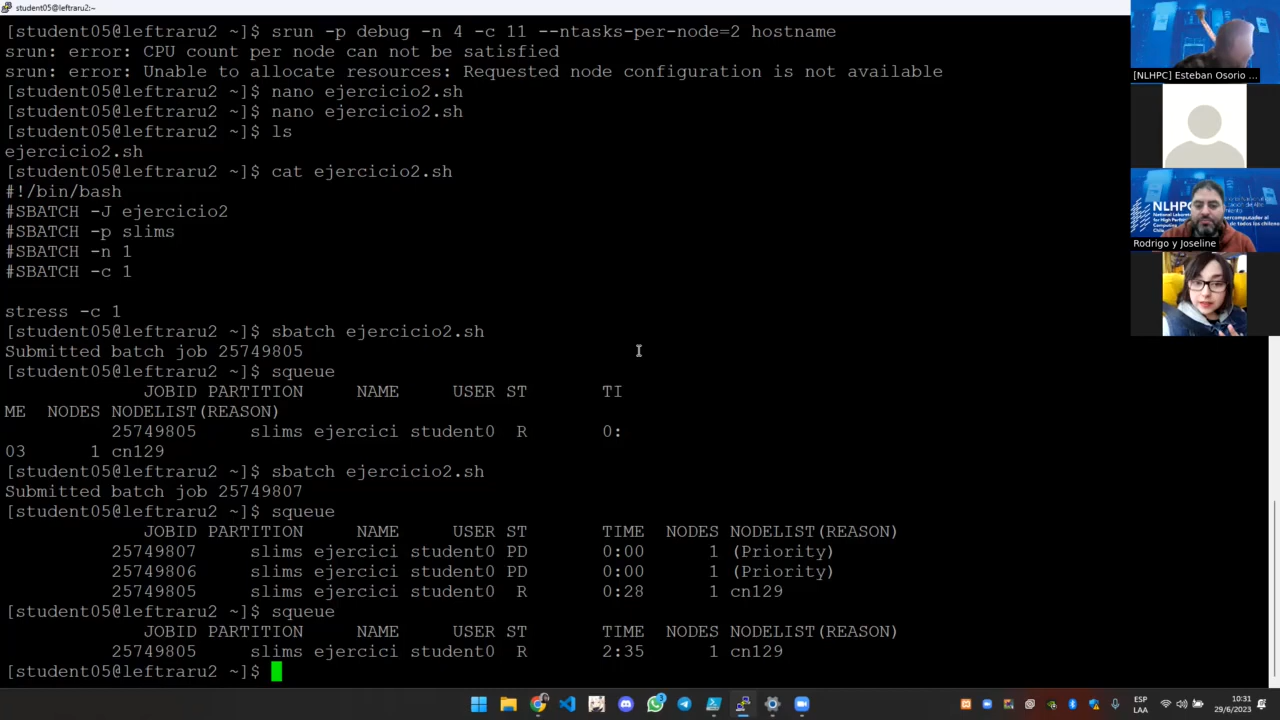 student05@leftraru2:~
[student05@leftraru2 ~]$ srun -p debug -n 4 -c 11 --ntasks-per-node=2 hostname
srun: error: CPU count per node can not be satisfied
srun: error: Unable to allocate resources: Requested node configuration is not available
[student05@leftraru2 ~]$ nano ejercicio2.sh
[student05@leftraru2 ~]$ nano ejercicio2.sh
[student05@leftraru2 ~]$ ls
ejercicio2.sh
[student05@leftraru2 ~]$ cat ejercicio2.sh
#!/bin/bash
#SBATCH -J ejercicio2
#SBATCH -p slims
#SBATCH -n 1
#SBATCH -c 1
stress -c 1
[student05@leftraru2 ~]$ sbatch ejercicio2.sh
Submitted batch job 25749805
[student05@leftraru2 ~]$ squeue
JOBID PARTITION NAME USER ST TI
ME NODES NODELIST(REASON)
25749805 slims ejercici student0 R 0:
03 1 cn129
[student05@leftraru2 ~]$ sbatch ejercicio2.sh
Submitted batch job 25749807
[student05@leftraru2 ~]$ squeue
JOBID PARTITION NAME USER ST TIME NODES NODELIST(REASON)
25749807 slims ejercici student0 PD 0:00 1 (Priority)
25749806 slims ejercici student0 PD 0:00 1 (Priority)
25749805 slims ejercici student0 R 0:28 1 cn129
[student05@leftraru2 ~]$ squeue
JOBID PARTITION NAME USER ST TIME NODES NODELIST(REASON)
25749805 slims ejercici student0 R 2:35 1 cn129
[student05@leftraru2 ~]$
[NLHPC] Esteban Osorio ...
NLHPC
National Laboratory
for High Performance
Computing
Chile
Rodrigo y Joseline
3
ESP
LAA
10:31
29/6/2023